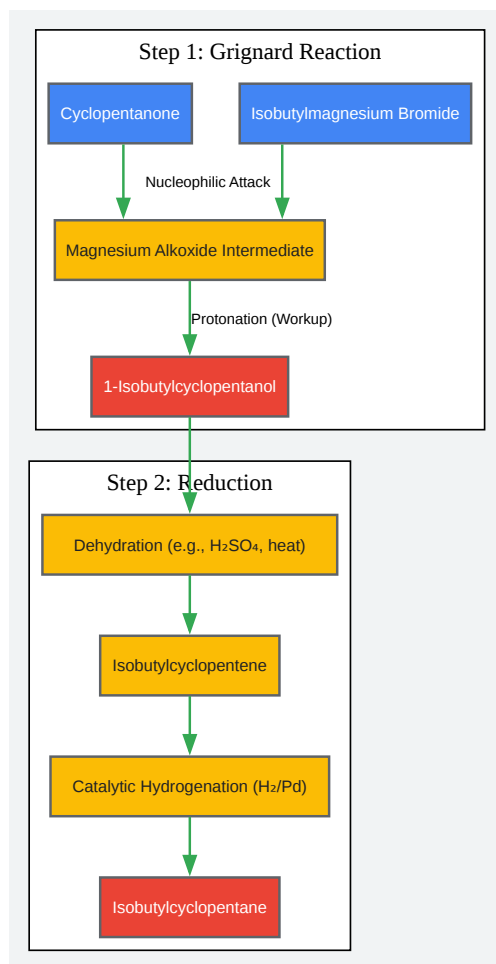 Step 1: Grignard Reaction
Cyclopentanone
Isobutylmagnesium Bromide
Nucleophilic Attack
Magnesium Alkoxide Intermediate
Protonation (Workup)
1-Isobutylcyclopentanol
Step 2: Reduction
Dehydration (e.g., H₂SO₄, heat)
Isobutylcyclopentene
Catalytic Hydrogenation (H₂/Pd)
Isobutylcyclopentane